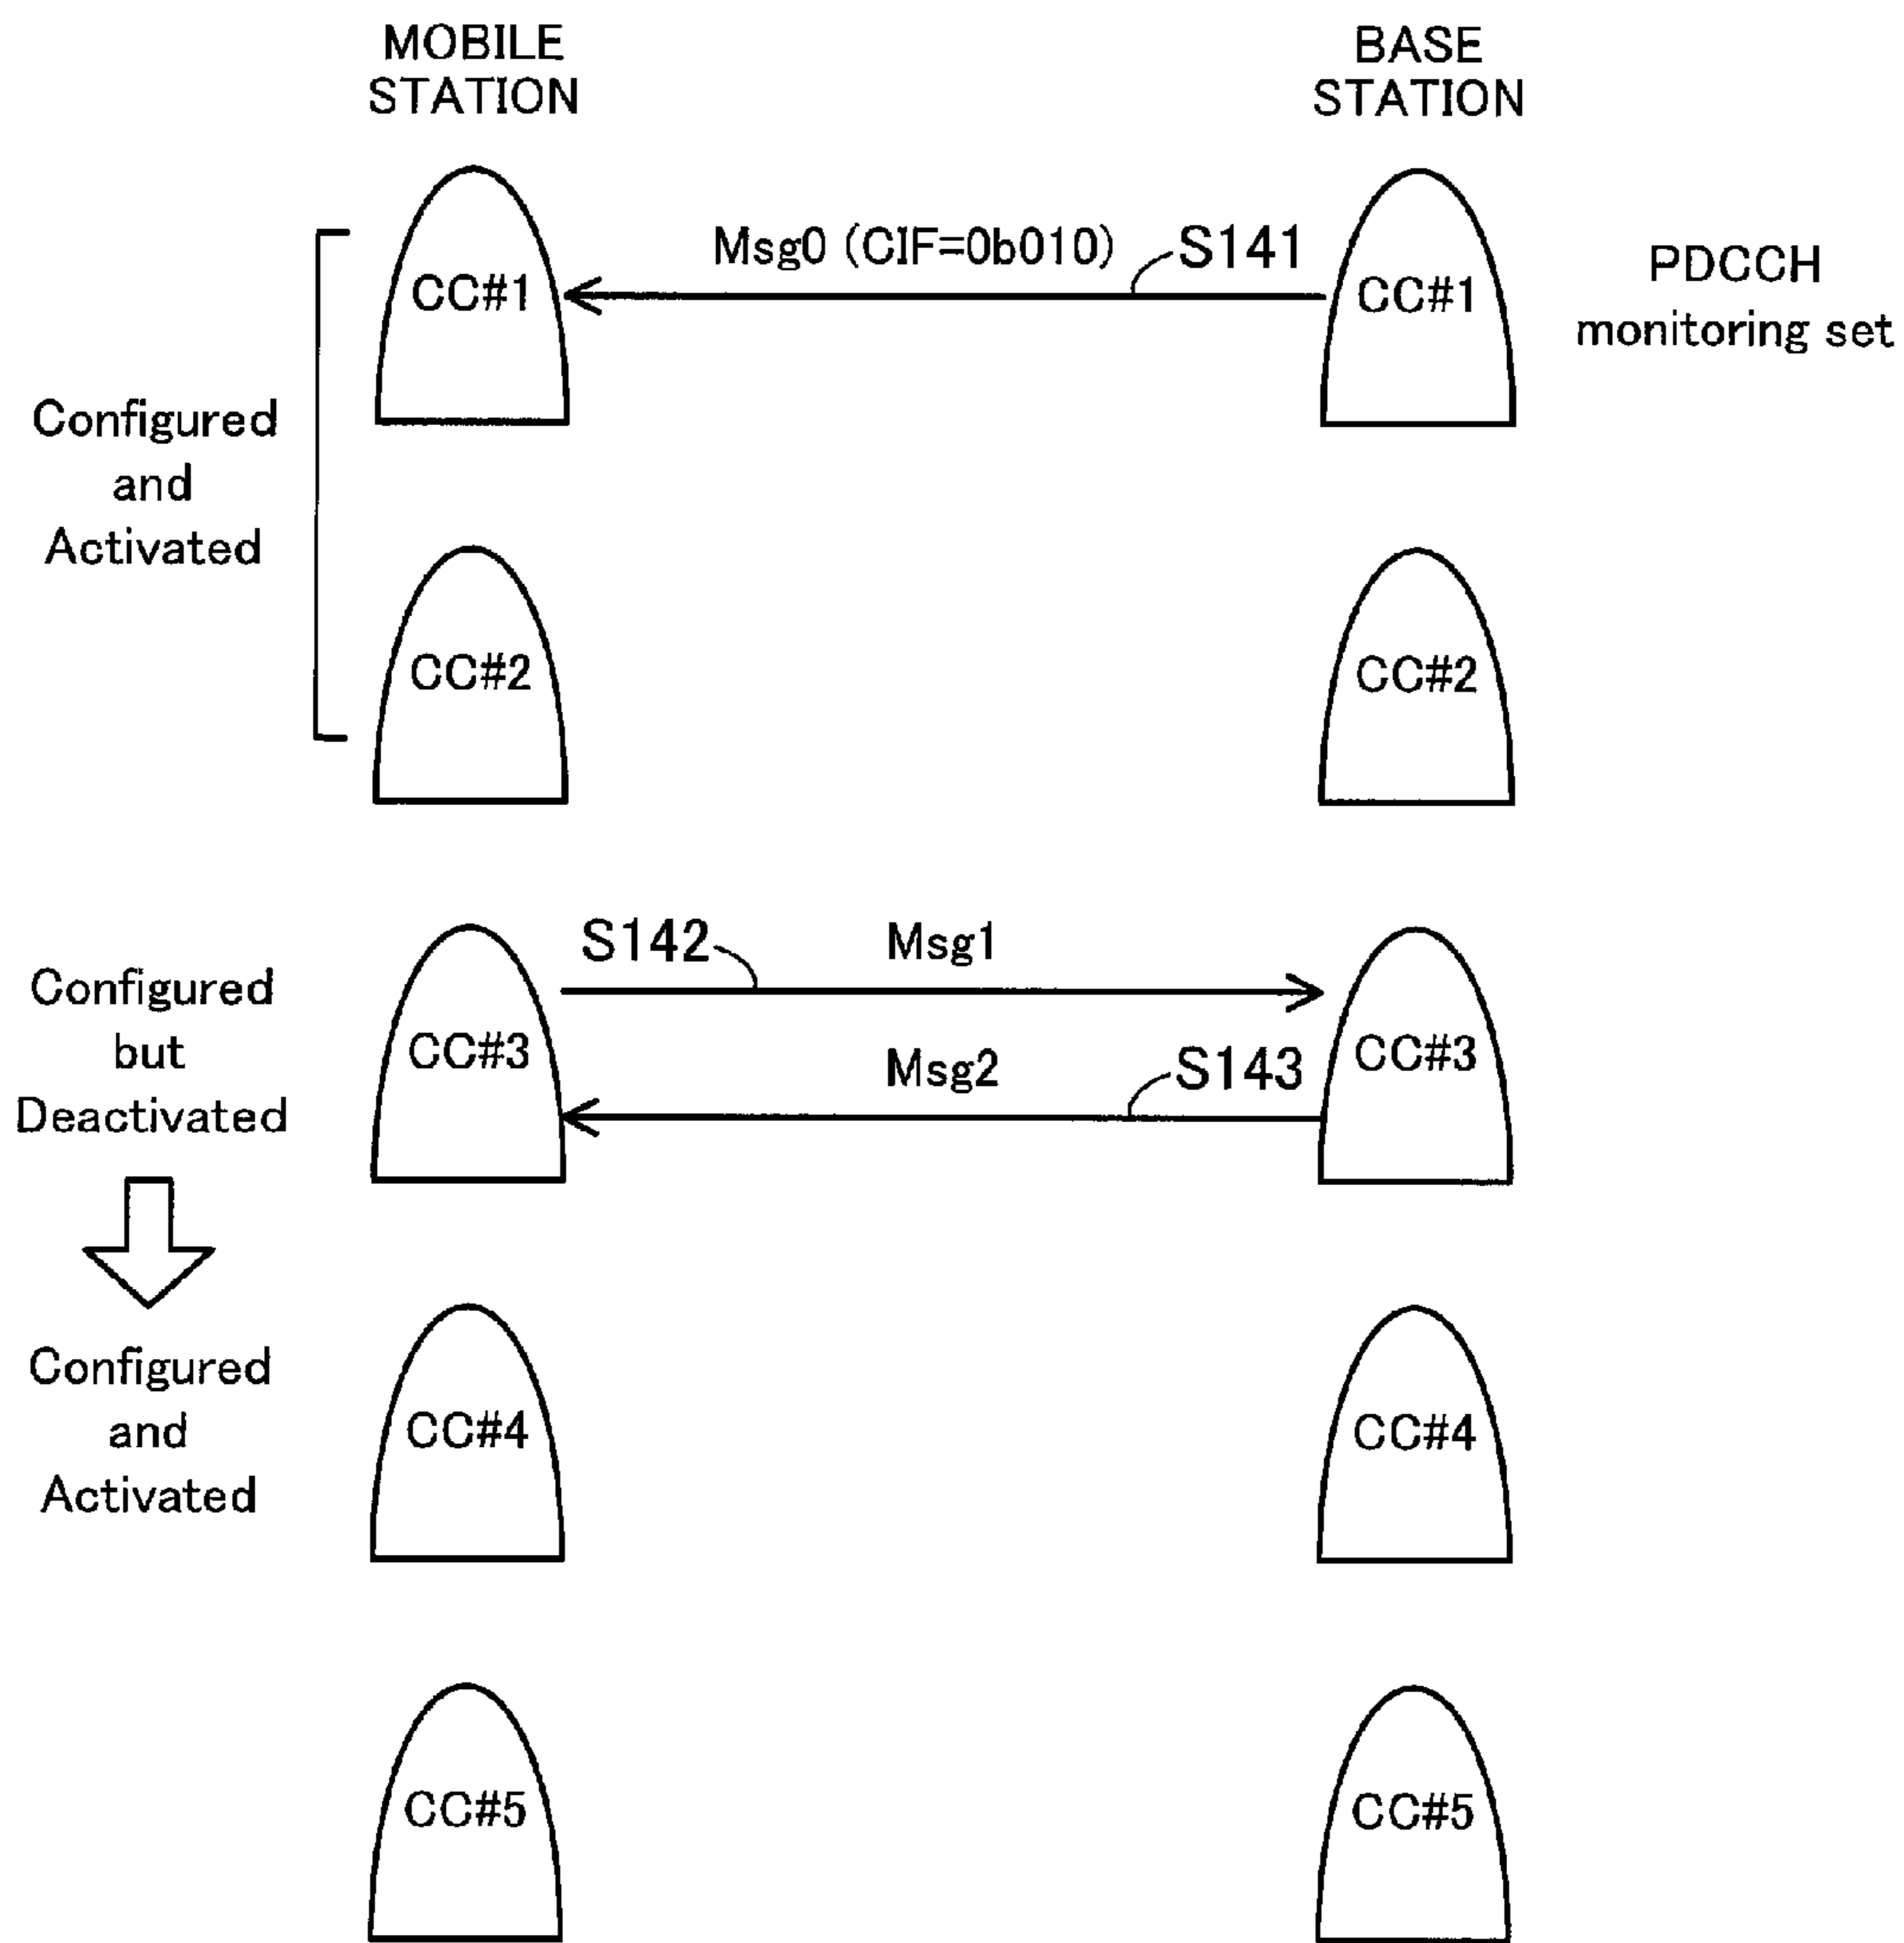 MOBILE
STATION
BASE
STATION
Msg0 (CIF=0b010)
S141
CC#1
CC#1
PDCCH
monitoring set
Configured
and
Activated
CC#2
CC#2
S142
Msg1
Configured
but
Deactivated
CC#3
CC#3
Msg2
S143
Configured
and
Activated
CC#4
CC#4
CC#5
CC#5